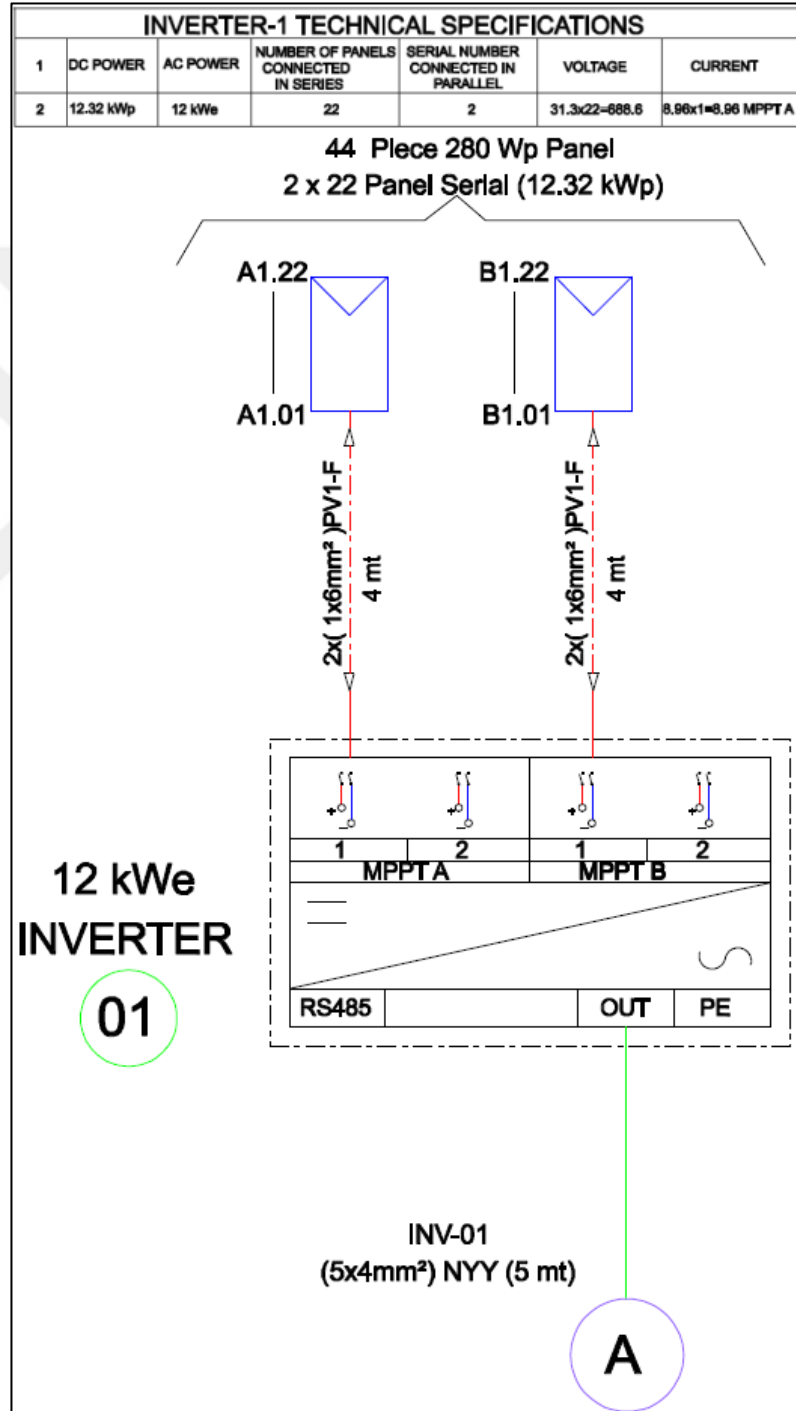 INVERTER-1 TECHNICAL SPECIFICATIONS
1 DC POWER AC POWER NUMBER OF PANELS CONNECTED IN SERIES SERIAL NUMBER CONNECTED IN PARALLEL VOLTAGE CURRENT
2 12.32 kWp 12 kWe 22 2 31.3x22=688.6 8.96x1=8.96 MPPT A
44 Piece 280 Wp Panel
2 x 22 Panel Serial (12.32 kWp)
A1.22 B1.22
A1.01 B1.01
2x( 1x6mm² )PV1-F
4 mt
2x( 1x6mm² )PV1-F
4 mt
+ + + +
- - - -
1 2 1 2
MPPT A MPPT B
12 kWe
INVERTER
01
RS485 OUT PE
INV-01
(5x4mm²) NYY (5 mt)
A